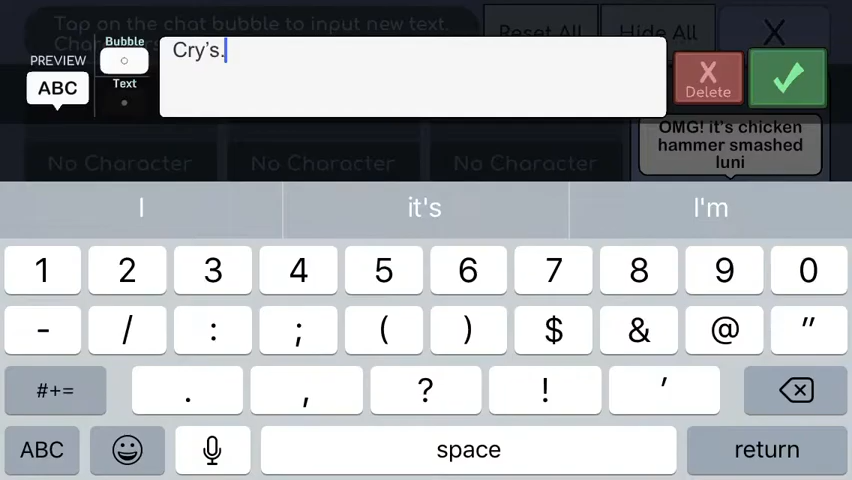 Tap on the chat bubble to input new text.
Reset All
Hide All
X
PREVIEW
ABC
Bubble
Text
Cry’s.
X
Delete
OMG! it’s chicken
hammer smashed
luni
No Character
No Character
No Character
I
it's
I'm
1 2 3 4 5 6 7 8 9 0
- / : ; ( ) $ & @ ”
#+= . , ? ! ’
ABC
space
return